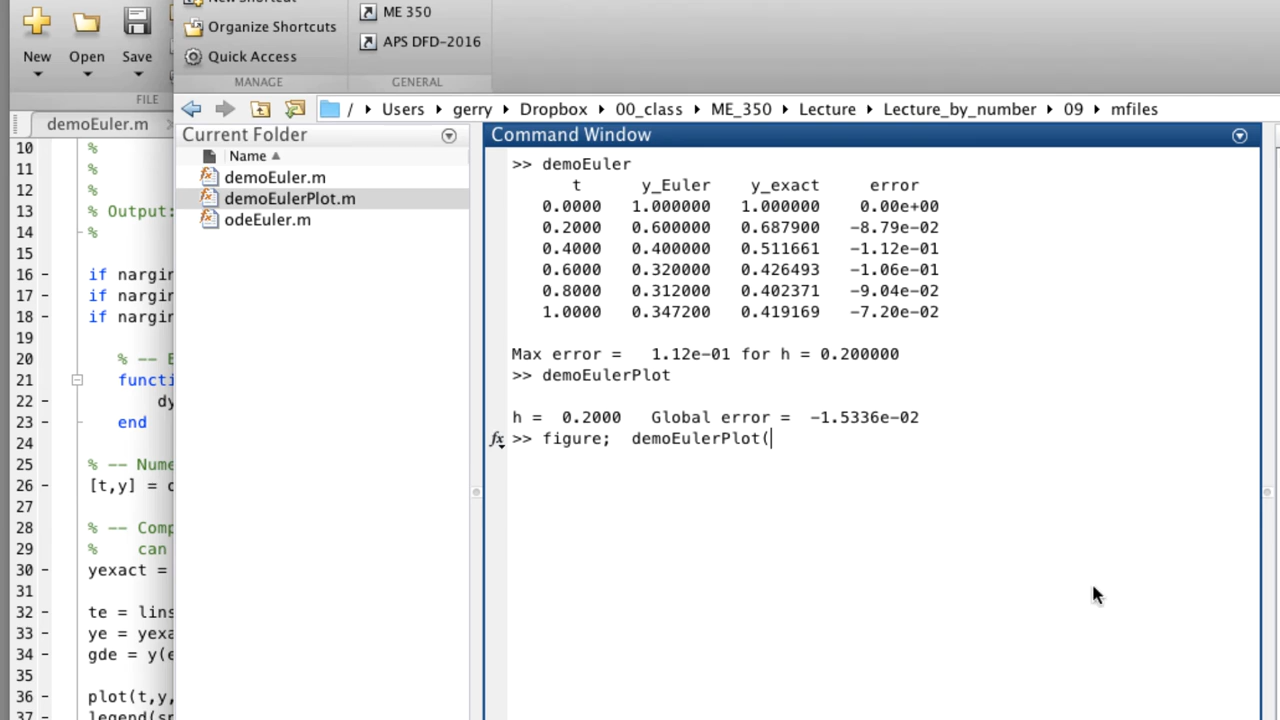 New Shortcut
ME 350
Organize Shortcuts
APS DFD-2016
New
Open
Save
Quick Access
MANAGE
GENERAL
FILE
/ Users gerry Dropbox 00_class ME_350 Lecture Lecture_by_number 09 mfiles
demoEuler.m
Current Folder
Name
demoEuler.m
demoEulerPlot.m
odeEuler.m
10 %
11 %
12 %
13 % Output:
14 %
15
16 - if nargin
17 - if nargin
18 - if nargin
19
20 % --
21 functi
22 - dy
23 - end
24
25 % -- Nume
26 - [t,y] =
27
28 % -- Comp
29 % can
30 - yexact =
31
32 - te = lins
33 - ye = yexa
34 - gde = y(e
35
36 - plot(t,y,
37 - legend(sp
Command Window
>> demoEuler
t y_Euler y_exact error
0.0000 1.000000 1.000000 0.00e+00
0.2000 0.600000 0.687900 -8.79e-02
0.4000 0.400000 0.511661 -1.12e-01
0.6000 0.320000 0.426493 -1.06e-01
0.8000 0.312000 0.402371 -9.04e-02
1.0000 0.347200 0.419169 -7.20e-02
Max error = 1.12e-01 for h = 0.200000
>> demoEulerPlot
h = 0.2000 Global error = -1.5336e-02
fx >> figure; demoEulerPlot(